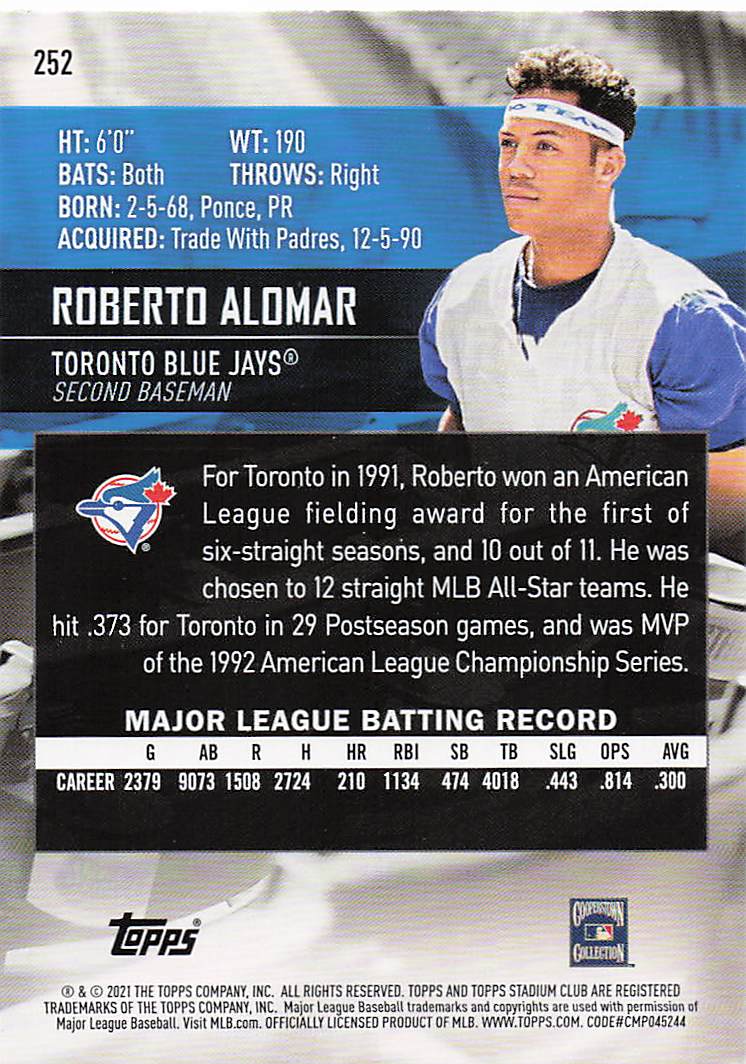 252
HT: 6'0" WT: 190
BATS: Both THROWS: Right
BORN: 2-5-68, Ponce, PR
ACQUIRED: Trade With Padres, 12-5-90
ROBERTO ALOMAR
TORONTO BLUE JAYS®
SECOND BASEMAN
For Toronto in 1991, Roberto won an American
League fielding award for the first of
six-straight seasons, and 10 out of 11. He was
chosen to 12 straight MLB All-Star teams. He
hit .373 for Toronto in 29 Postseason games, and was MVP
of the 1992 American League Championship Series.
®
MAJOR LEAGUE BATTING RECORD
G AB R H HR RBI SB TB SLG OPS AVG
CAREER 2379 9073 1508 2724 210 1134 474 4018 .443 .814 .300
Topps®
COOPERSTOWN
COLLECTION
® & © 2021 THE TOPPS COMPANY, INC. ALL RIGHTS RESERVED. TOPPS AND TOPPS STADIUM CLUB ARE REGISTERED
TRADEMARKS OF THE TOPPS COMPANY, INC. Major League Baseball trademarks and copyrights are used with permission of
Major League Baseball. Visit MLB.com. OFFICIALLY LICENSED PRODUCT OF MLB. WWW.TOPPS.COM. CODE#CMP045244